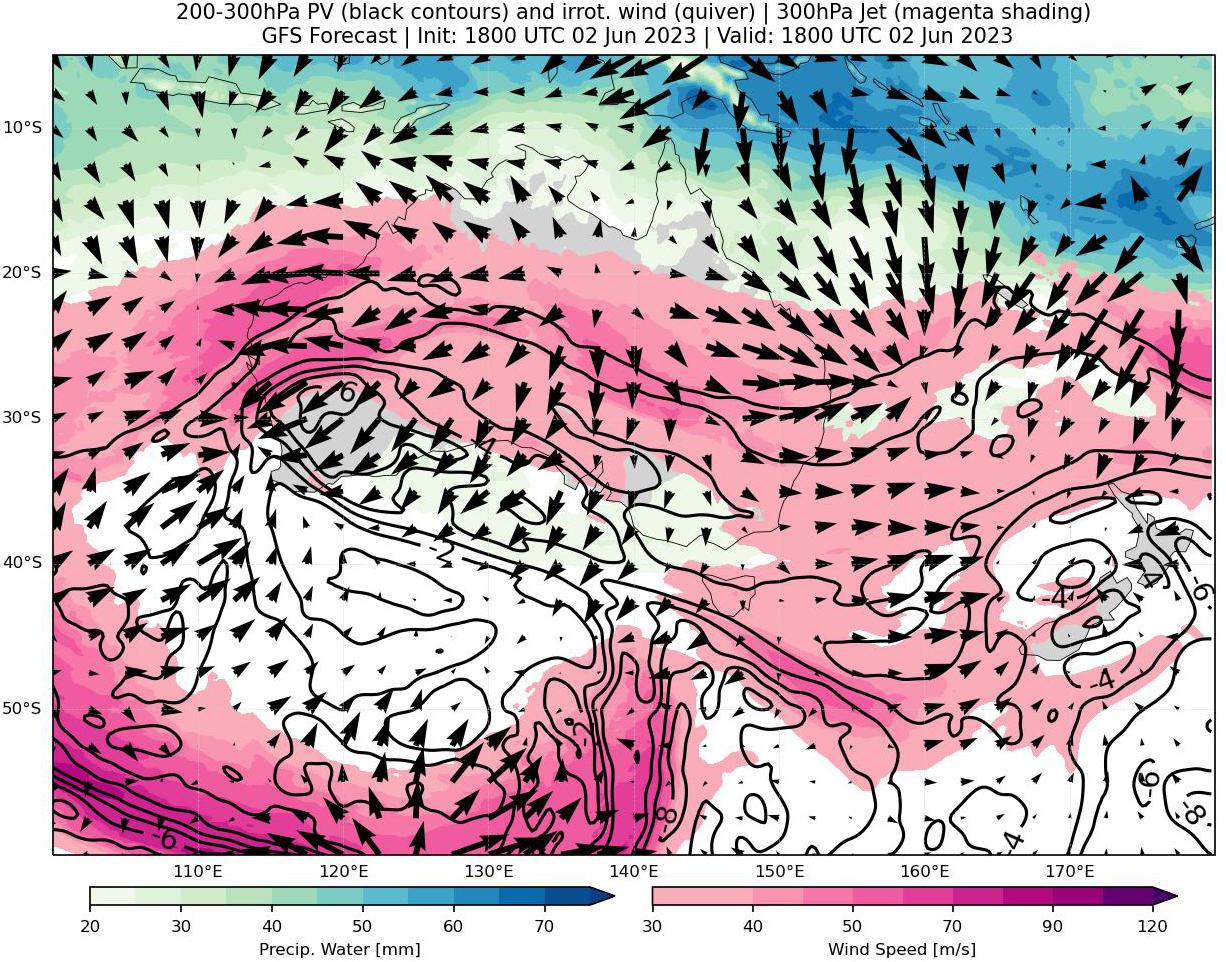 200-300hPa PV (black contours) and irrot. wind (quiver) | 300hPa Jet (magenta shading)
GFS Forecast | Init: 1800 UTC 02 Jun 2023 | Valid: 1800 UTC 02 Jun 2023
10°S
20°S
30°S
40°S
50°S
-6
-2
-4
-4
-6
-4
-2
-6
-8
-6
-8
-4
110°E 120°E 130°E 140°E 150°E 160°E 170°E
20 30 40 50 60 70
30 40 50 70 90 120
Precip. Water [mm]
Wind Speed [m/s]